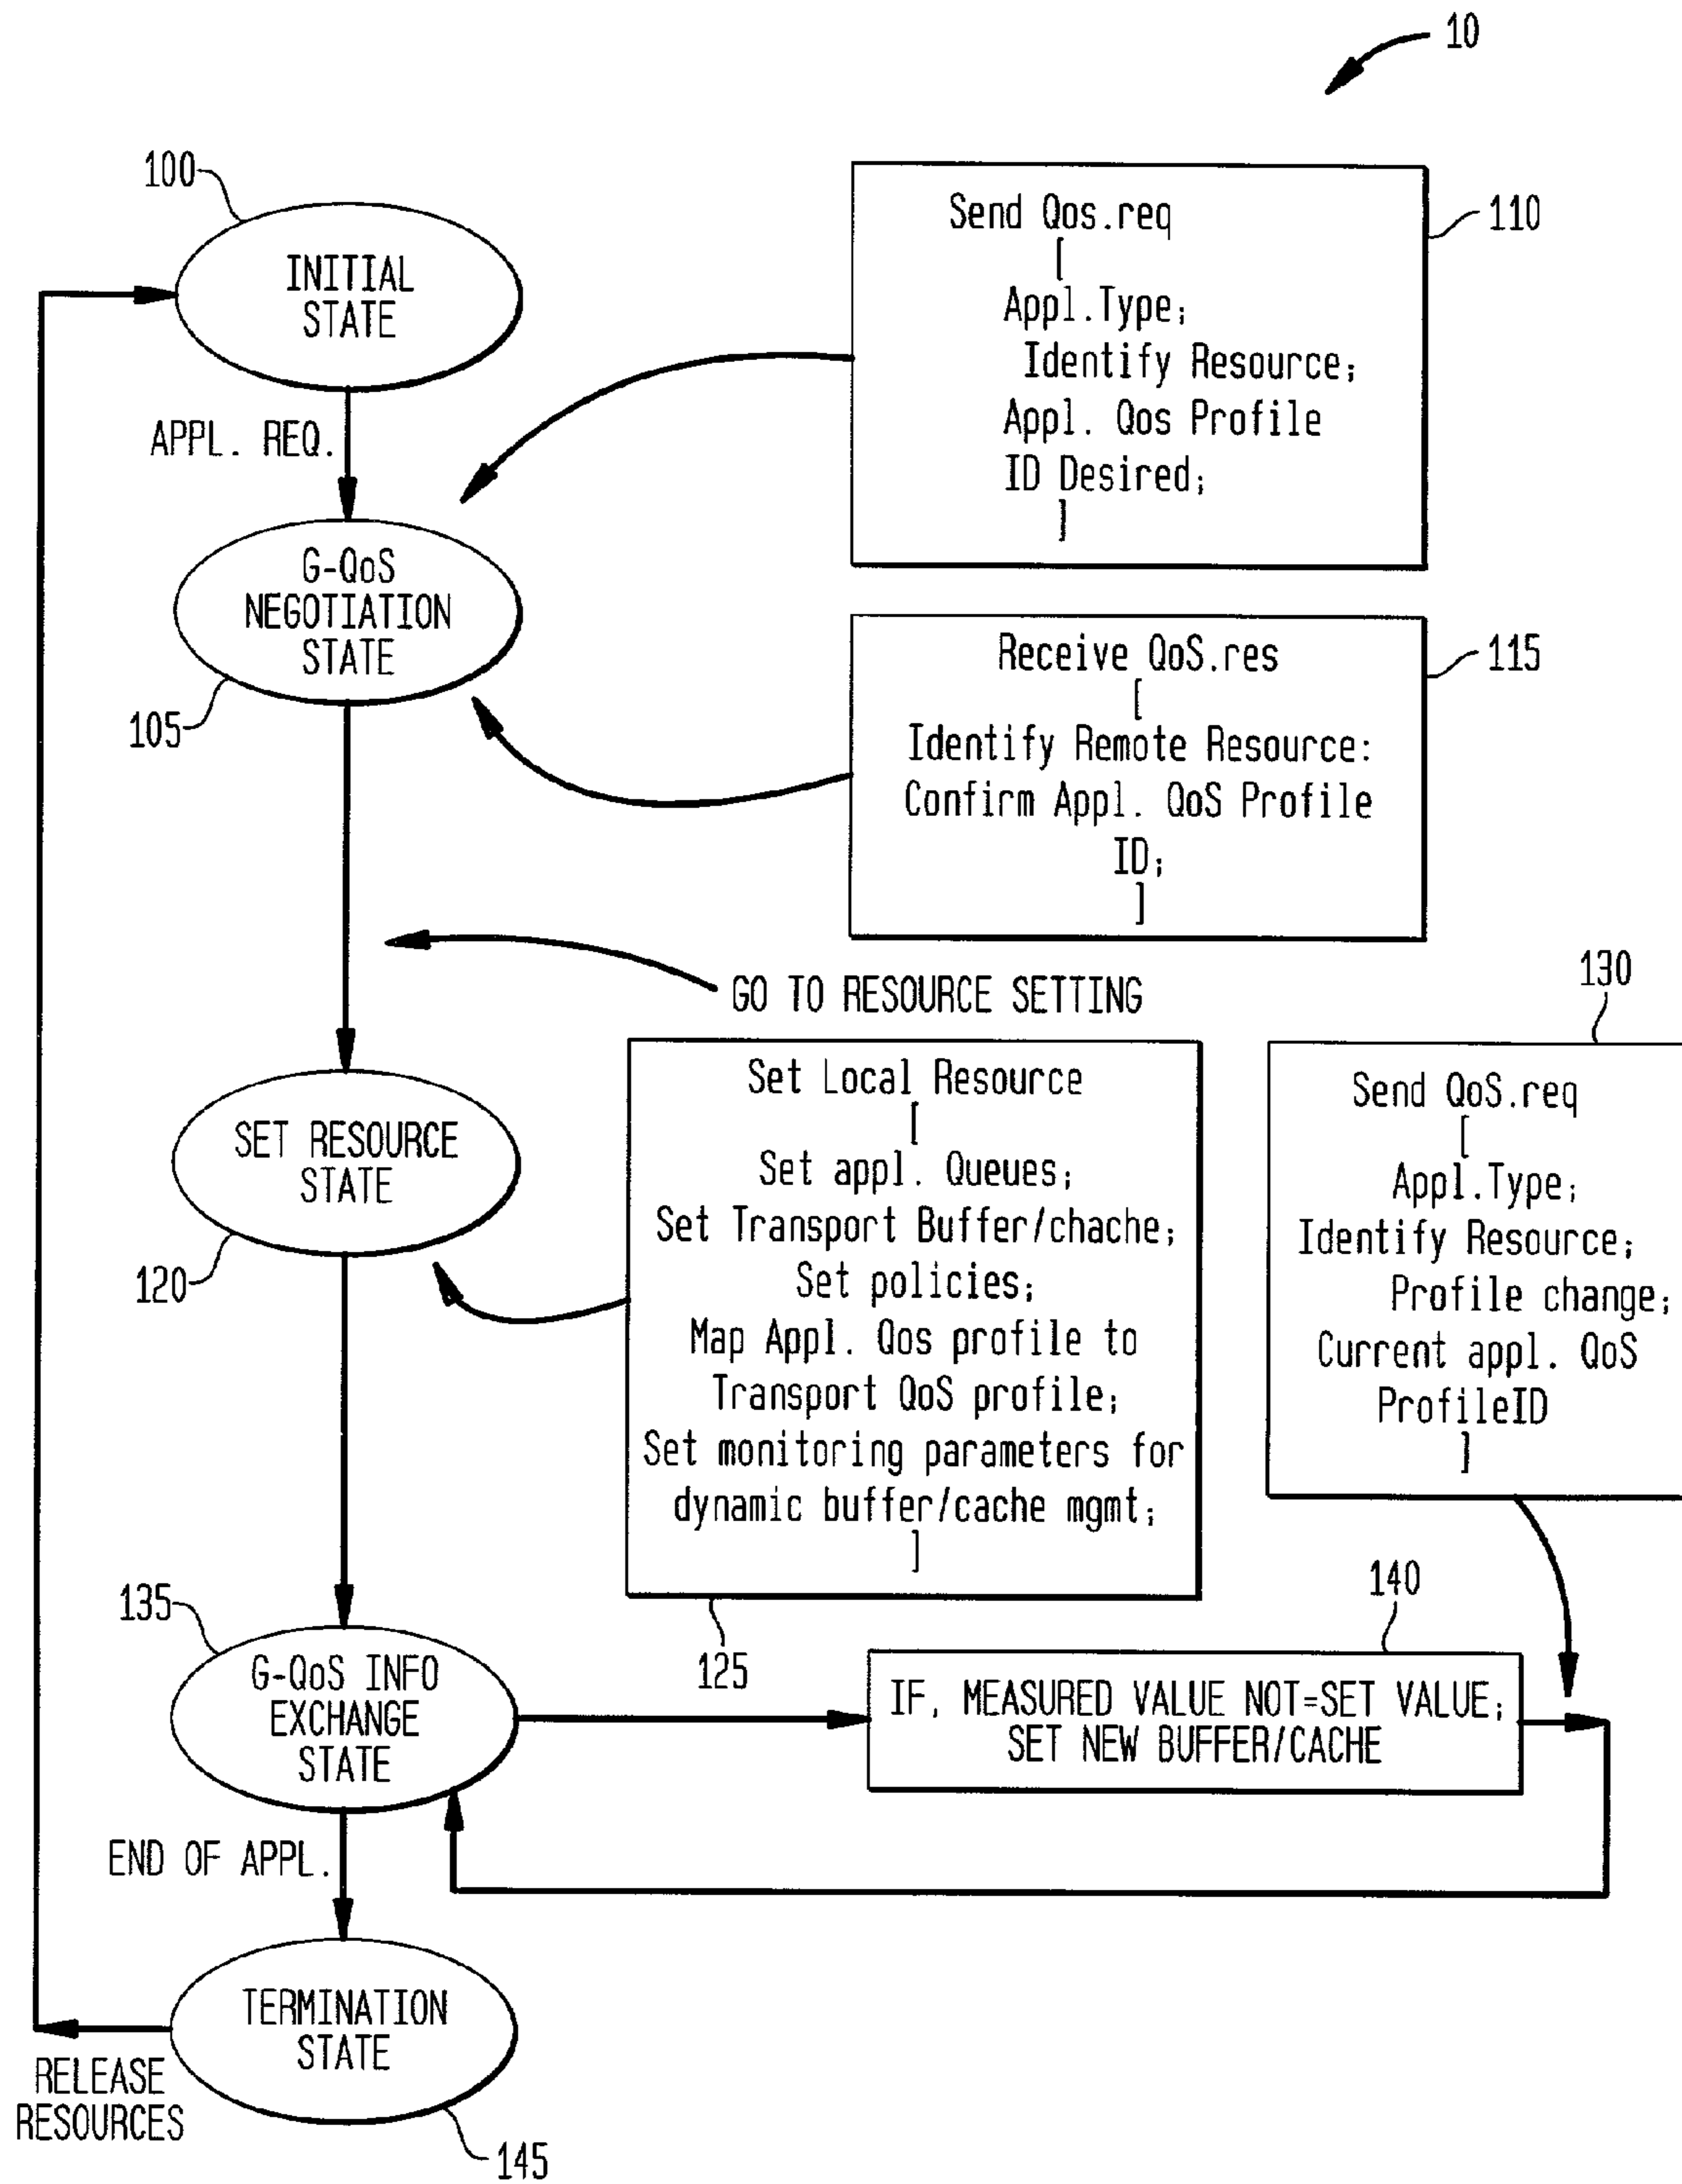 10
100
INITIAL
STATE
APPL. REQ.
Send Qos.req
[
Appl.Type;
Identify Resource;
Appl. Qos Profile
ID Desired;
]
110
G-QoS
NEGOTIATION
STATE
105
Receive QoS.res
[
Identify Remote Resource:
Confirm Appl. QoS Profile
ID;
]
115
GO TO RESOURCE SETTING
SET RESOURCE
STATE
120
Set Local Resource
[
Set appl. Queues;
Set Transport Buffer/chache;
Set policies;
Map Appl. Qos profile to
Transport QoS profile;
Set monitoring parameters for
dynamic buffer/cache mgmt;
]
125
130
Send QoS.req
[
Appl.Type;
Identify Resource;
Profile change;
Current appl. QoS
ProfileID
]
135
G-QoS INFO
EXCHANGE
STATE
140
IF, MEASURED VALUE NOT=SET VALUE;
SET NEW BUFFER/CACHE
END OF APPL.
TERMINATION
STATE
RELEASE
RESOURCES
145